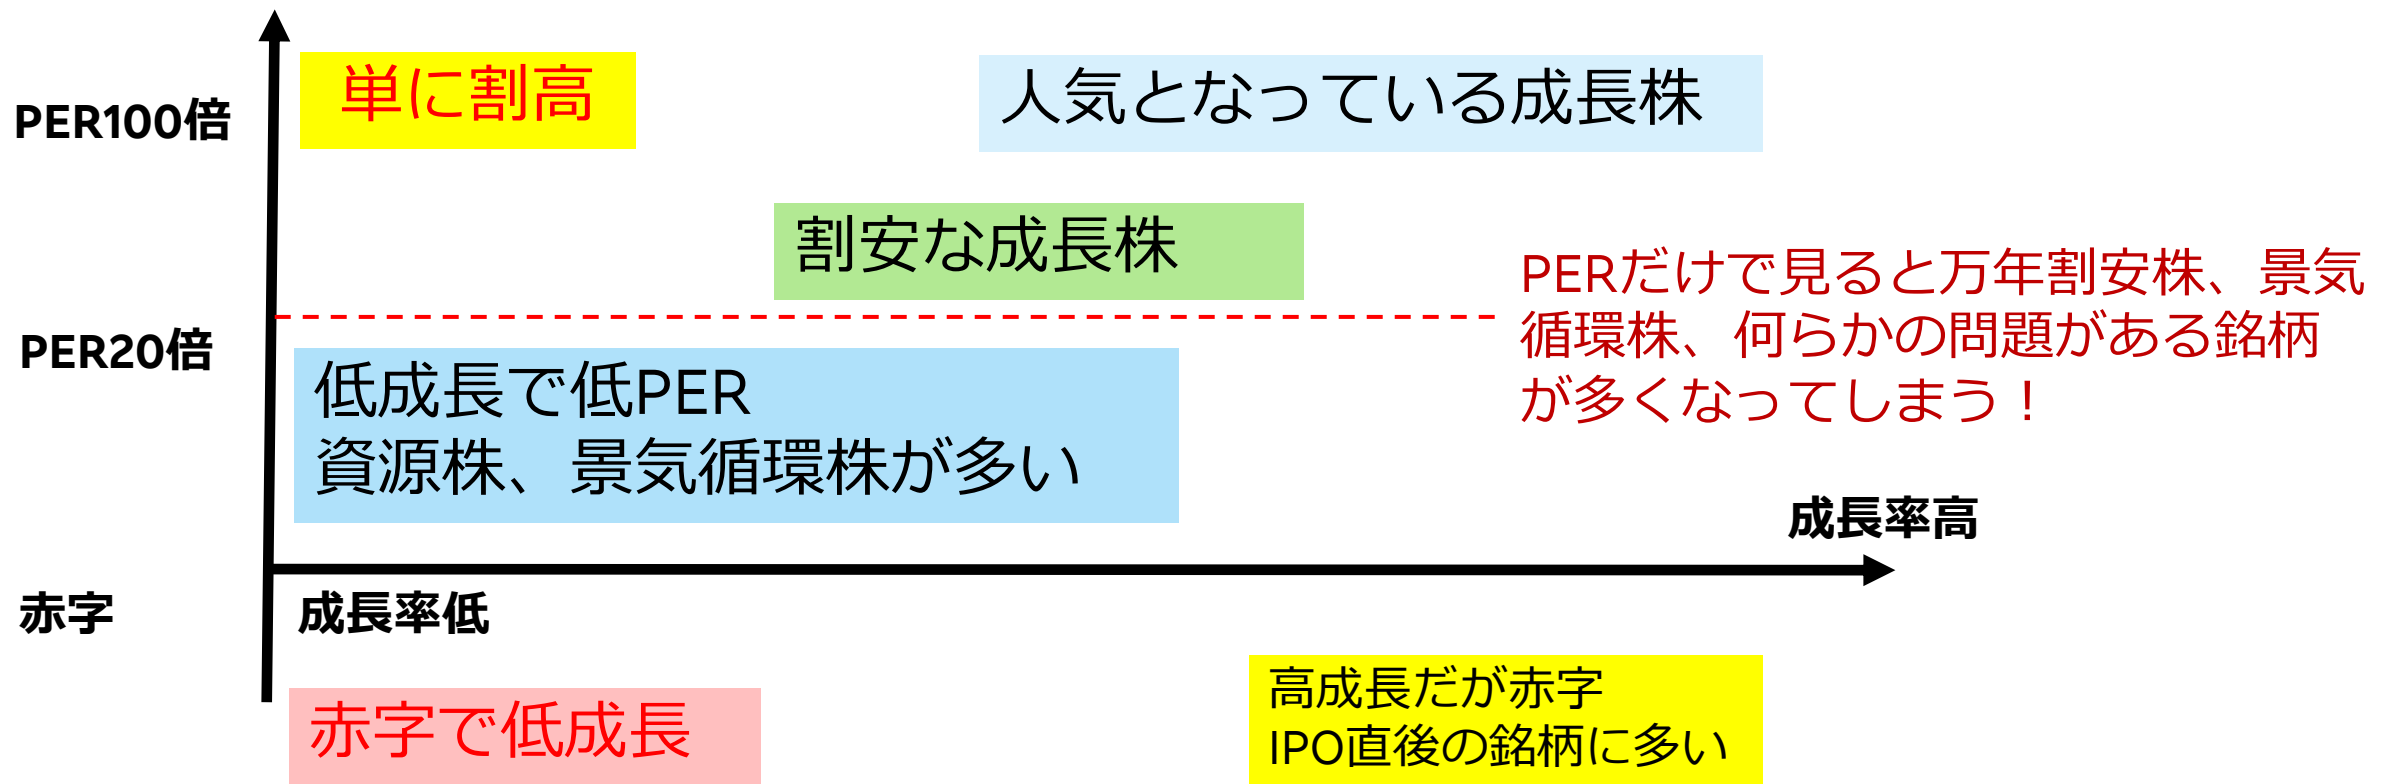 単に割高
人気となっている成長株
PER100倍
割安な成長株
PERだけで見ると万年割安株、景気
循環株、何らかの問題がある銘柄
が多くなってしまう！
PER20倍
低成長で低PER
資源株、景気循環株が多い
成長率高
赤字
成長率低
赤字で低成長
高成長だが赤字
IPO直後の銘柄に多い